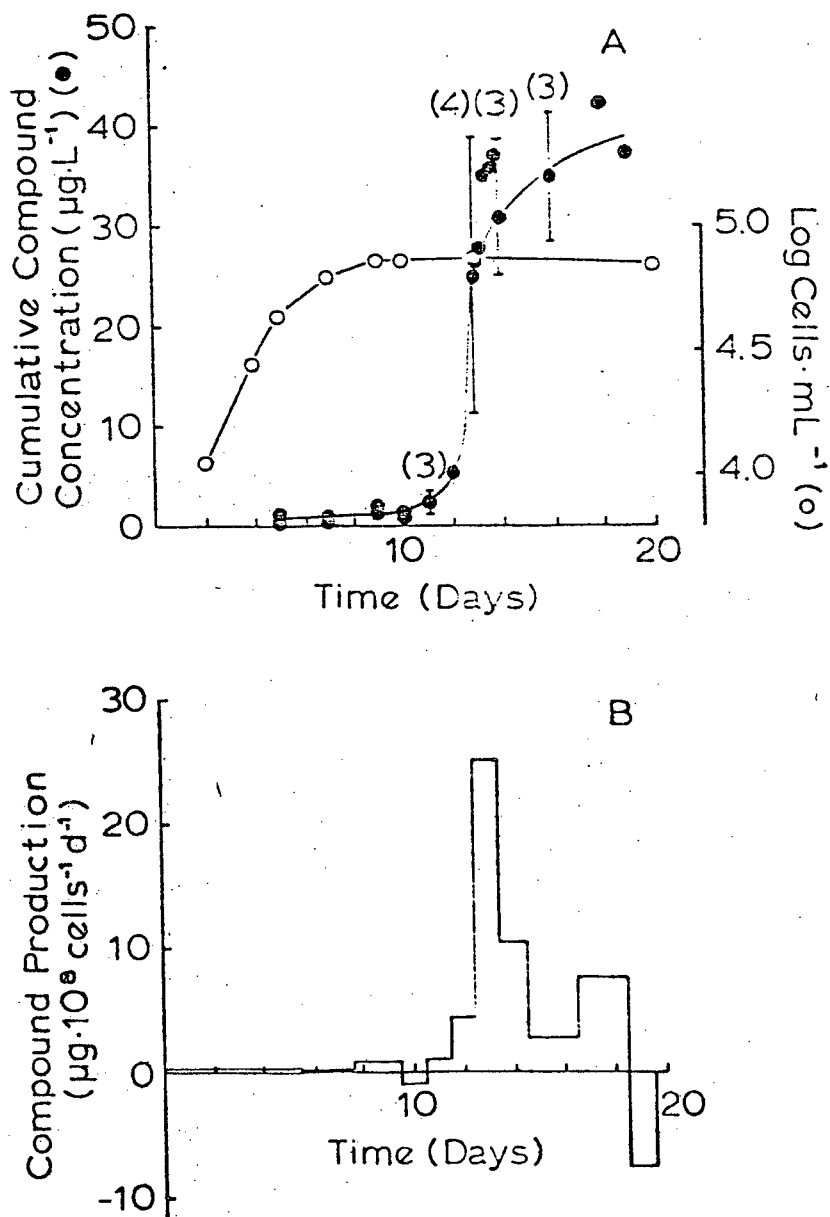 A
50
40
30
20
10
0
Cumulative Compound
Concentration (µg·L⁻¹) (●)
(4) (3) (3)
(3)
5.0
4.5
4.0
Log Cells·mL⁻¹ (o)
10 20
Time (Days)
B
30
20
10
0
-10
Compound Production
(µg·10⁸ cells⁻¹d⁻¹)
10 20
Time (Days)